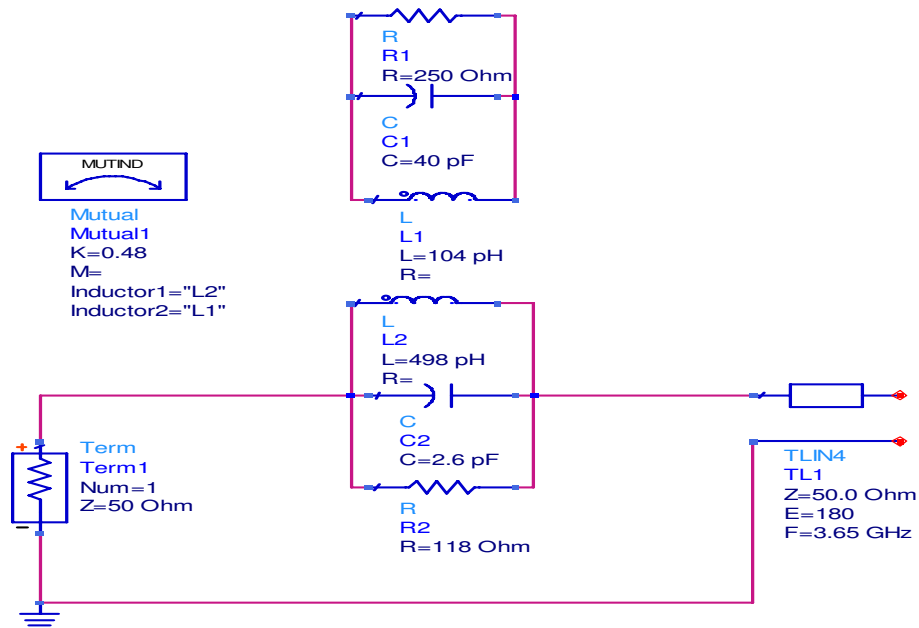 R
R1
R=250 Ohm
C
C1
C=40 pF
MUTIND
Mutual
Mutual1
K=0.48
M=
Inductor1="L2"
Inductor2="L1"
L
L1
L=104 pH
R=
L
L2
L=498 pH
R=
C
C2
C=2.6 pF
R
R2
R=118 Ohm
+
Term
Term1
Num=1
Z=50 Ohm
−
TLIN4
TL1
Z=50.0 Ohm
E=180
F=3.65 GHz